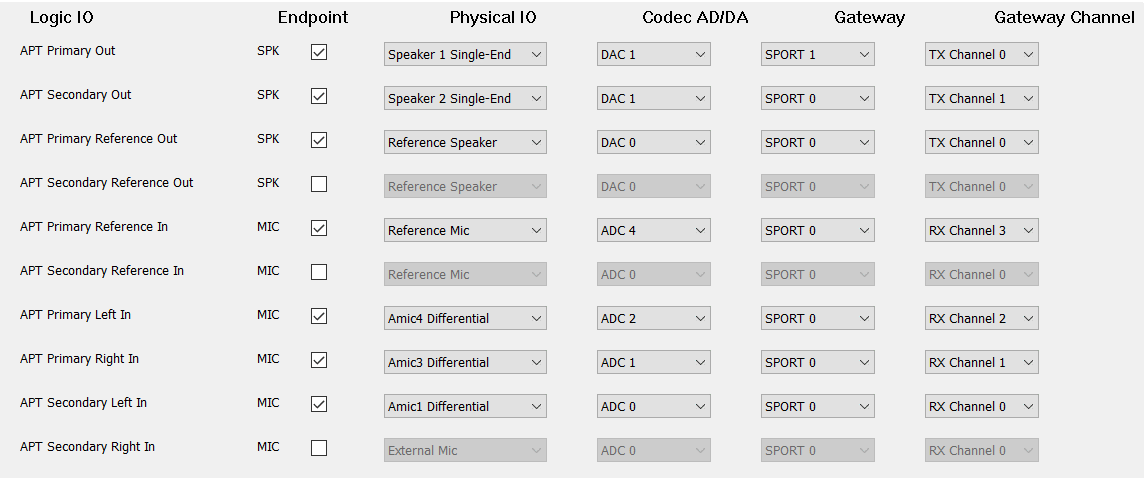 Logic IO Endpoint Physical IO Codec AD/DA Gateway Gateway Channel
APT Primary Out SPK Speaker 1 Single-End DAC 1 SPORT 1 TX Channel 0
APT Secondary Out SPK Speaker 2 Single-End DAC 1 SPORT 0 TX Channel 1
APT Primary Reference Out SPK Reference Speaker DAC 0 SPORT 0 TX Channel 0
APT Secondary Reference Out SPK Reference Speaker DAC 0 SPORT 0 TX Channel 0
APT Primary Reference In MIC Reference Mic ADC 4 SPORT 0 RX Channel 3
APT Secondary Reference In MIC Reference Mic ADC 0 SPORT 0 RX Channel 0
APT Primary Left In MIC Amic4 Differential ADC 2 SPORT 0 RX Channel 2
APT Primary Right In MIC Amic3 Differential ADC 1 SPORT 0 RX Channel 1
APT Secondary Left In MIC Amic1 Differential ADC 0 SPORT 0 RX Channel 0
APT Secondary Right In MIC External Mic ADC 0 SPORT 0 RX Channel 0